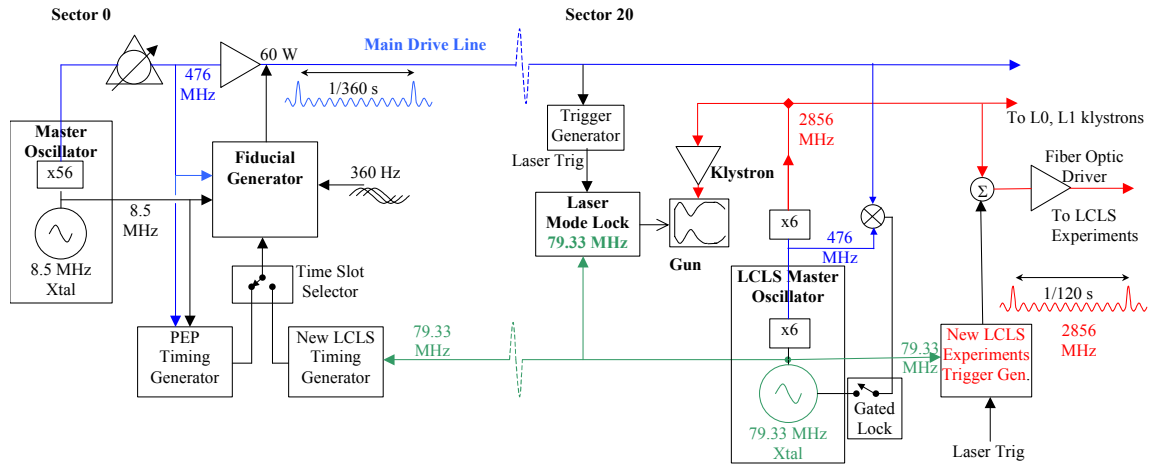 Sector 0
Sector 20
60 W
Main Drive Line
476
MHz
1/360 s
Master
Oscillator
x56
8.5 MHz
Xtal
8.5
MHz
Fiducial
Generator
360 Hz
Time Slot
Selector
PEP
Timing
Generator
New LCLS
Timing
Generator
79.33
MHz
Trigger
Generator
Laser Trig
Laser
Mode Lock
79.33 MHz
Klystron
Gun
2856
MHz
x6
476
MHz
LCLS Master
Oscillator
x6
79.33 MHz
Xtal
Gated
Lock
To L0, L1 klystrons
Fiber Optic
Driver
Σ
To LCLS
Experiments
1/120 s
2856
MHz
79.33
MHz
New LCLS
Experiments
Trigger Gen.
Laser Trig